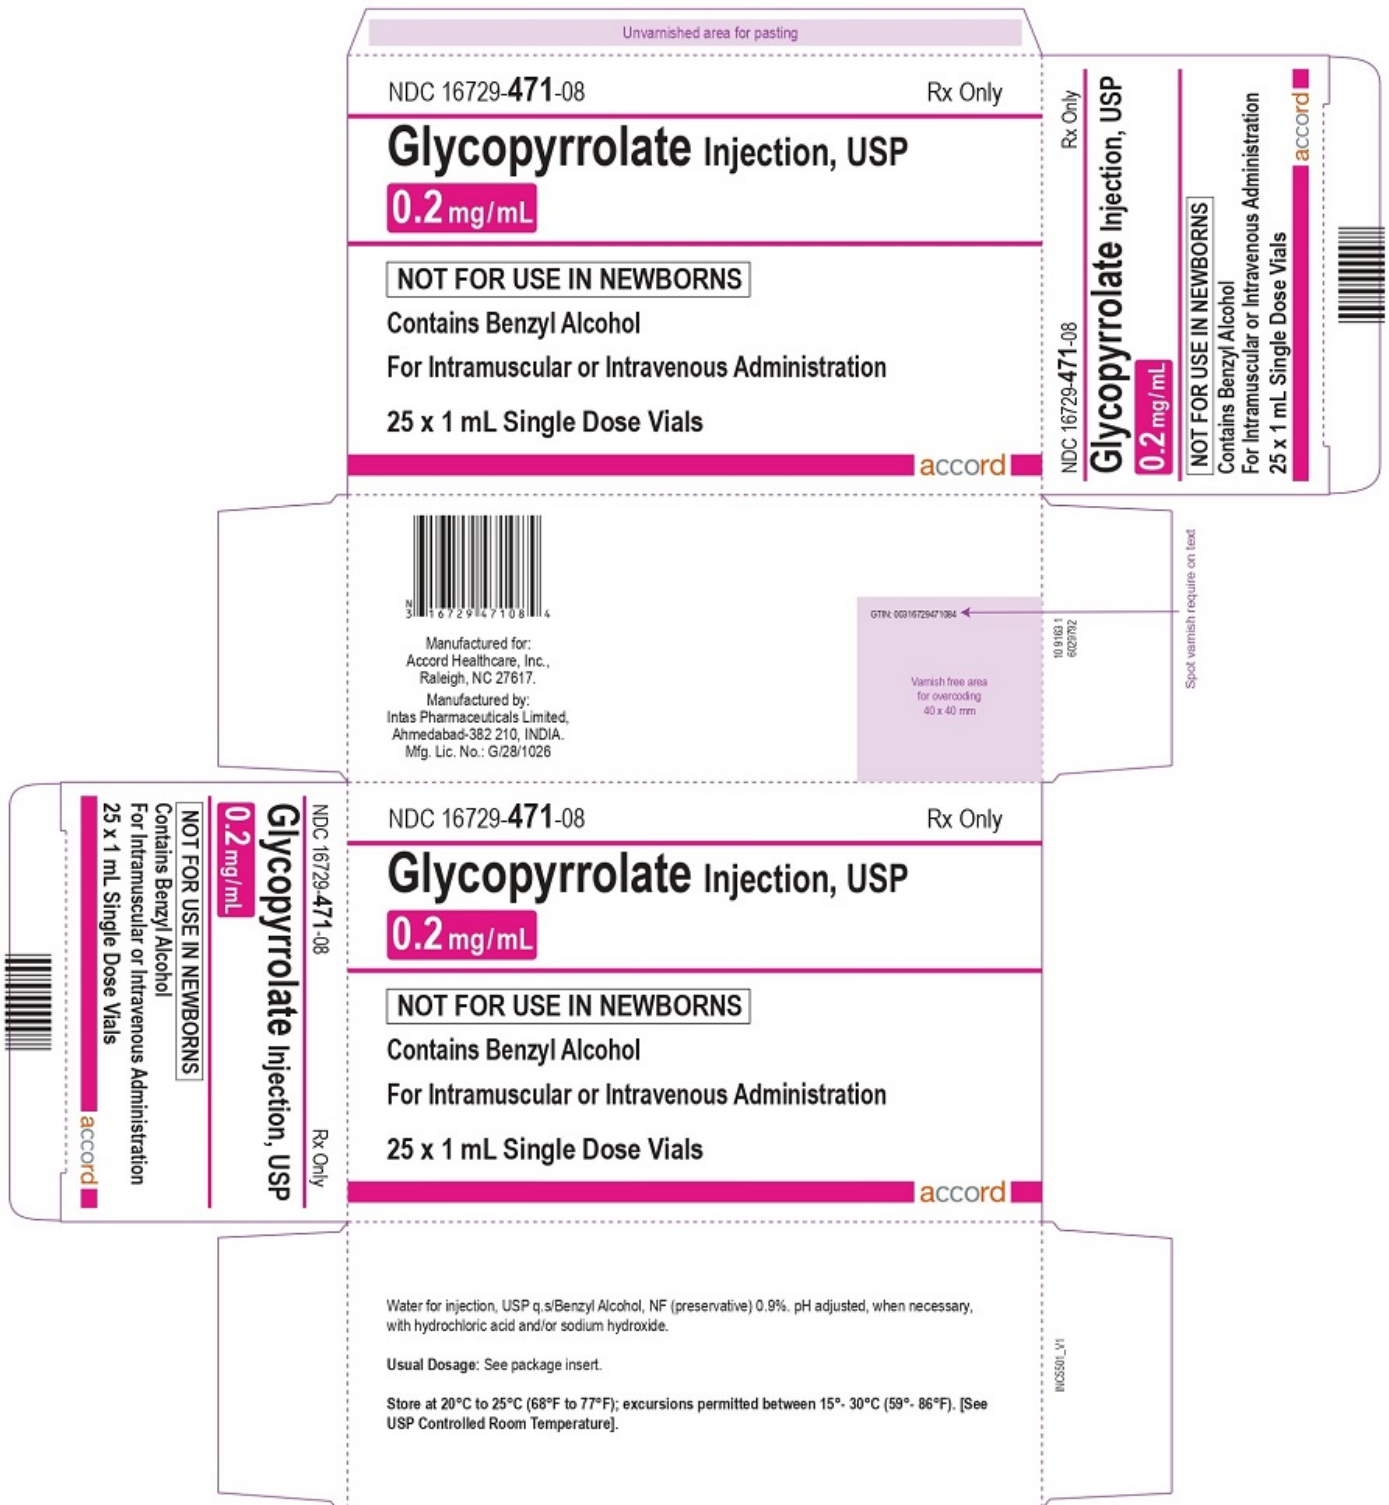 Unvarnished area for pasting
NDC 16729-471-08
Rx Only
Glycopyrrolate Injection, USP
0.2 mg/mL
NOT FOR USE IN NEWBORNS
Contains Benzyl Alcohol
For Intramuscular or Intravenous Administration
25 x 1 mL Single Dose Vials
accord
NDC 16729-471-08
Rx Only
Glycopyrrolate Injection, USP
0.2 mg/mL
NOT FOR USE IN NEWBORNS
Contains Benzyl Alcohol
For Intramuscular or Intravenous Administration
25 x 1 mL Single Dose Vials
accord
N
3 16729 47108 4
Manufactured for:
Accord Healthcare, Inc.,
Raleigh, NC 27617.
Manufactured by:
Intas Pharmaceuticals Limited,
Ahmedabad-382 210, INDIA.
Mfg. Lic. No.: G/28/1026
GTIN: 00316729471084
Varnish free area
for overcoding
40 x 40 mm
10 9163 1
6029792
Spot varnish require on text
NDC 16729-471-08
Rx Only
Glycopyrrolate Injection, USP
0.2 mg/mL
NOT FOR USE IN NEWBORNS
Contains Benzyl Alcohol
For Intramuscular or Intravenous Administration
25 x 1 mL Single Dose Vials
accord
NDC 16729-471-08
Rx Only
Glycopyrrolate Injection, USP
0.2 mg/mL
NOT FOR USE IN NEWBORNS
Contains Benzyl Alcohol
For Intramuscular or Intravenous Administration
25 x 1 mL Single Dose Vials
accord
Water for injection, USP q.s/Benzyl Alcohol, NF (preservative) 0.9%. pH adjusted, when necessary,
with hydrochloric acid and/or sodium hydroxide.
Usual Dosage: See package insert.
Store at 20°C to 25°C (68°F to 77°F); excursions permitted between 15°- 30°C (59°- 86°F). [See
USP Controlled Room Temperature].
INC5501_V1